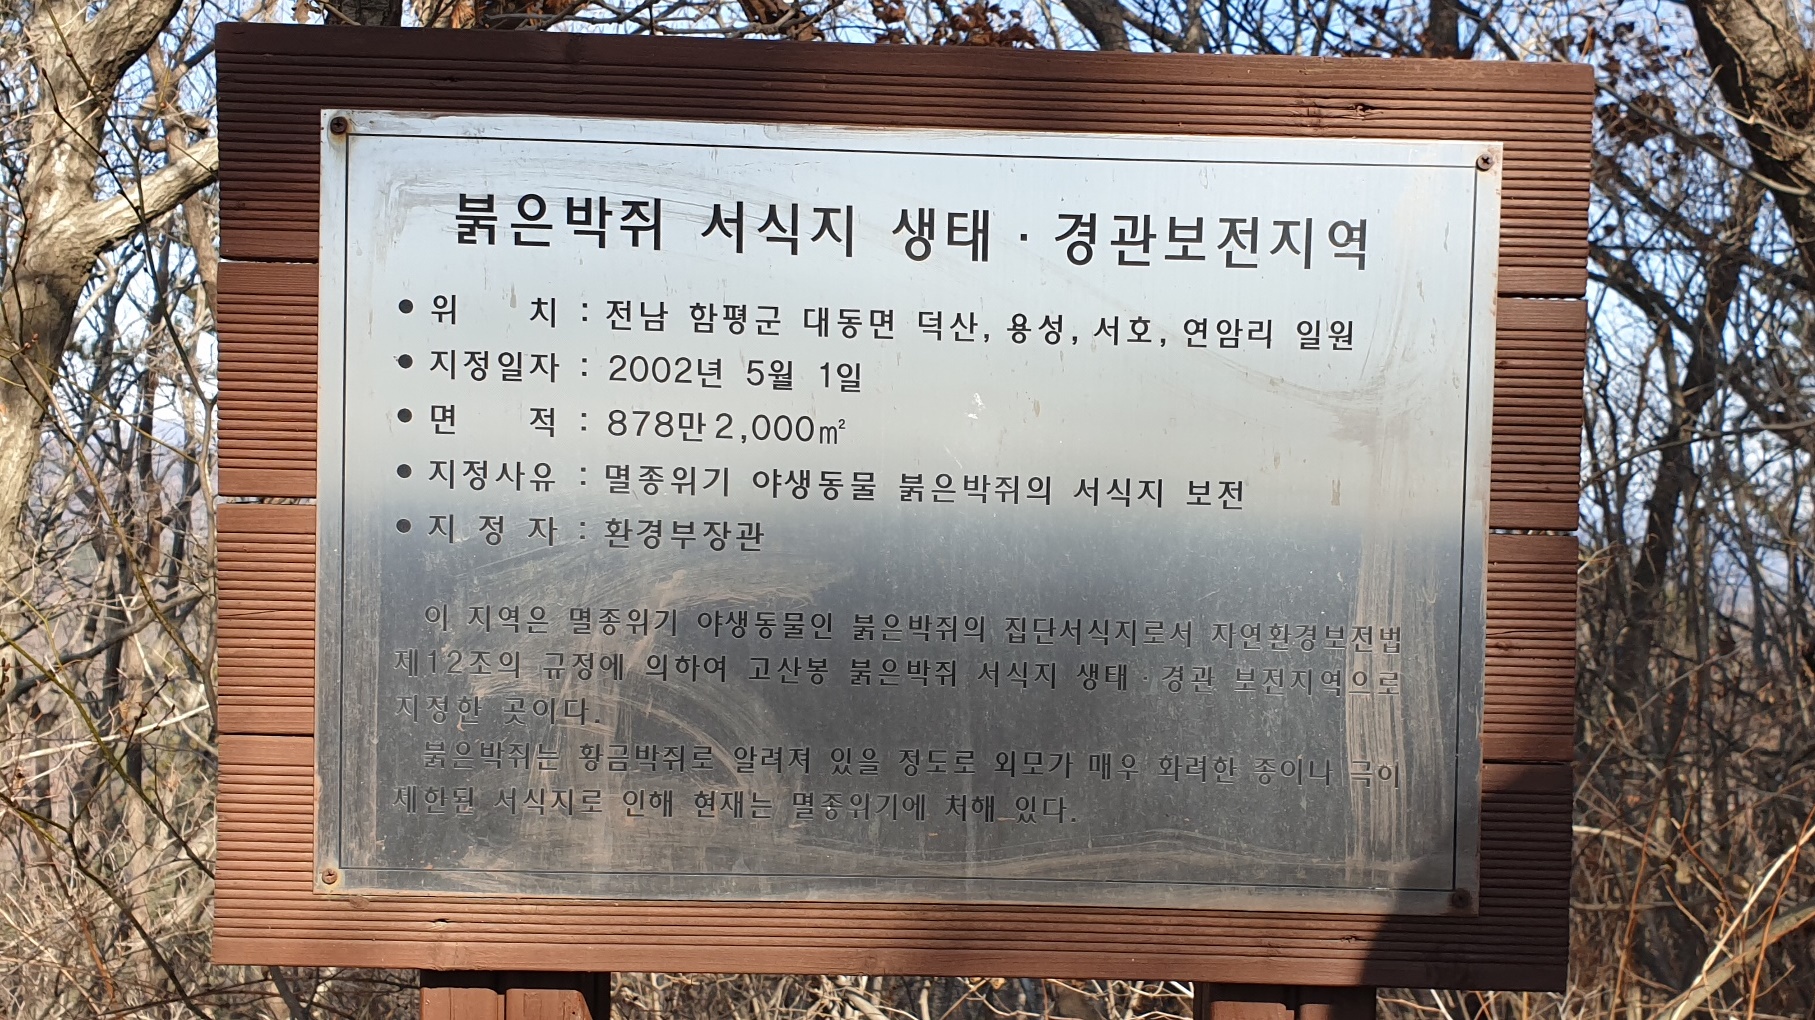 붉은박쥐 서식지 생태 · 경관보전지역
● 위 치 : 전남 함평군 대동면 덕산, 용성, 서호, 연암리 일원
● 지정일자 : 2002년 5월 1일
● 면 적 : 878만 2,000㎡
● 지정사유 : 멸종위기 야생동물 붉은박쥐의 서식지 보전
● 지 정 자 : 환경부장관
이 지역은 멸종위기 야생동물인 붉은박쥐의 집단서식지로서 자연환경보전법
제12조의 규정에 의하여 고산봉 붉은박쥐 서식지 생태 · 경관 보전지역으로
지정한 곳이다.
붉은박쥐는 황금박쥐로 알려져 있을 정도로 외모가 매우 화려한 종이나 극히
제한된 서식지로 인해 현재는 멸종위기에 처해 있다.